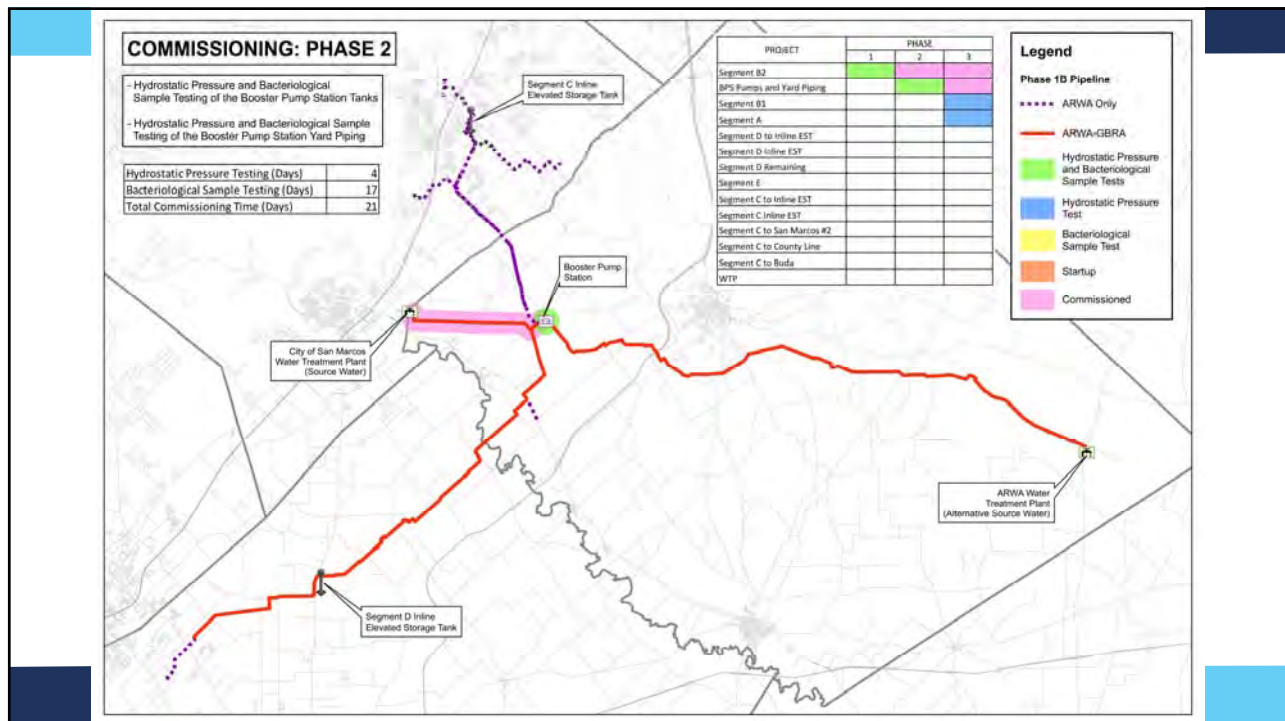 COMMISSIONING: PHASE 2
- Hydrostatic Pressure and Bacteriological
Sample Testing of the Booster Pump Station Tanks
- Hydrostatic Pressure and Bacteriological Sample
Testing of the Booster Pump Station Yard Piping
Hydrostatic Pressure Testing (Days) 4
Bacteriological Sample Testing (Days) 17
Total Commissioning Time (Days) 21
Segment C Inline
Elevated Storage Tank
PROJECT PHASE
1 2 3
Segment B2
BPS Pumps and Yard Piping
Segment B1
Segment A
Segment D to Inline EST
Segment D Inline EST
Segment D Remaining
Segment E
Segment C to Inline EST
Segment C Inline EST
Segment C to San Marcos #2
Segment C to County Line
Segment C to Buda
WTP
Legend
Phase 1B Pipeline
ARWA Only
ARWA-GBRA
Hydrostatic Pressure
and Bacteriological
Sample Tests
Hydrostatic Pressure
Test
Bacteriological
Sample Test
Startup
Commissioned
Booster Pump
Station
City of San Marcos
Water Treatment Plant
(Source Water)
ARWA Water
Treatment Plant
(Alternative Source Water)
Segment D Inline
Elevated Storage Tank